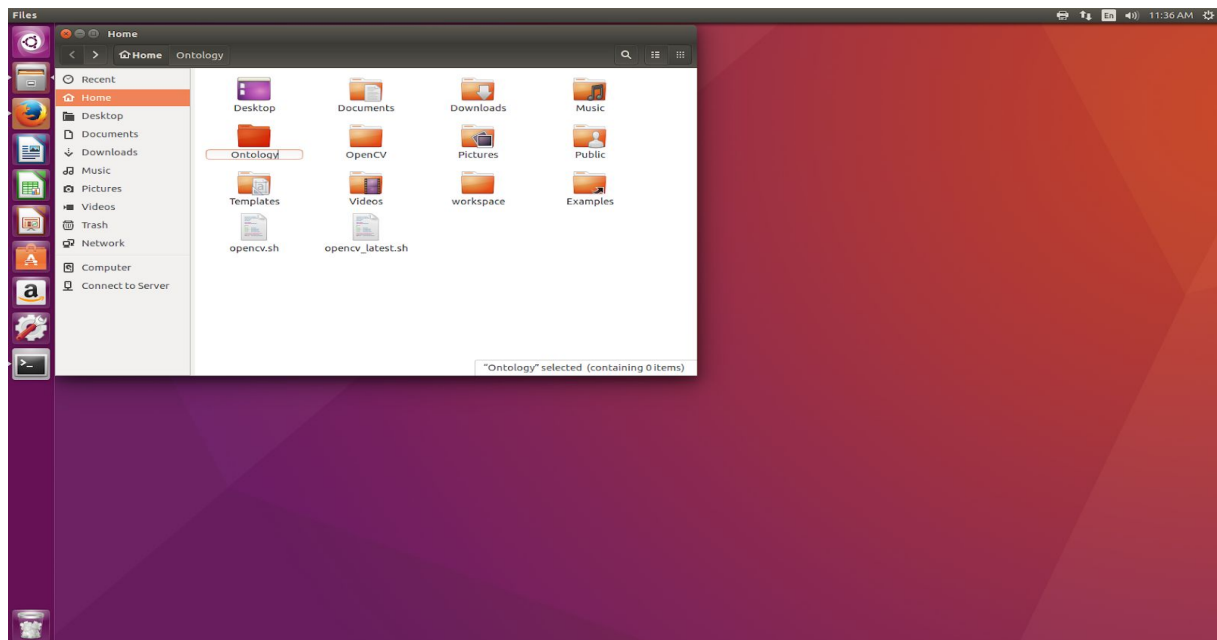 Files
En
11:36 AM
Home
Home Ontology
Recent
Home
Desktop
Documents
Downloads
Music
Pictures
Videos
Trash
Network
Computer
Connect to Server
Desktop Documents Downloads Music
Ontology OpenCV Pictures Public
Templates Videos workspace Examples
opencv.sh opencv_latest.sh
"Ontology" selected (containing 0 items)